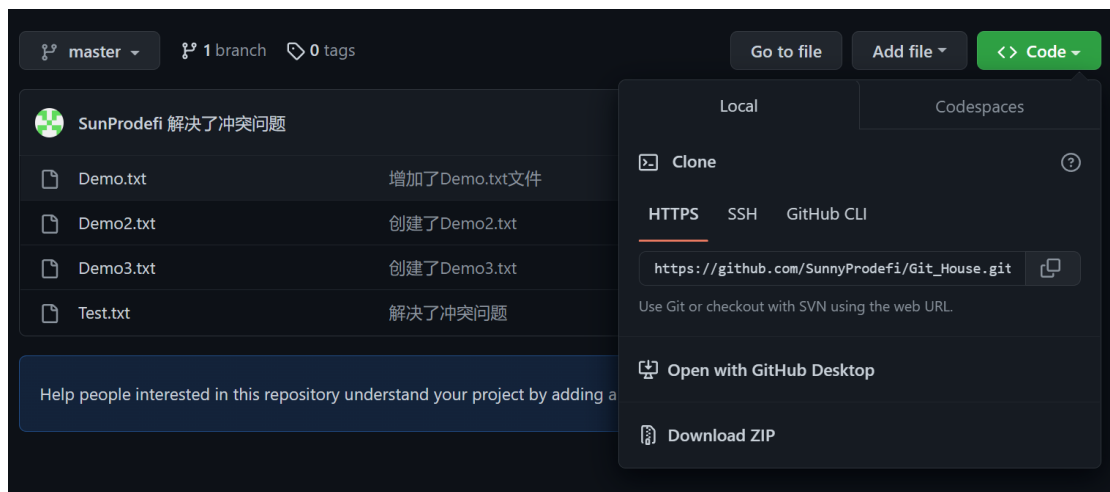 master 1 branch 0 tags Go to file Add file <> Code
SunProdefi 解决了冲突问题
Demo.txt 增加了Demo.txt文件
Demo2.txt 创建了Demo2.txt
Demo3.txt 创建了Demo3.txt
Test.txt 解决了冲突问题
Help people interested in this repository understand your project by adding a
Local Codespaces
Clone
HTTPS SSH GitHub CLI
https://github.com/SunnyProdefi/Git_House.git
Use Git or checkout with SVN using the web URL.
Open with GitHub Desktop
Download ZIP